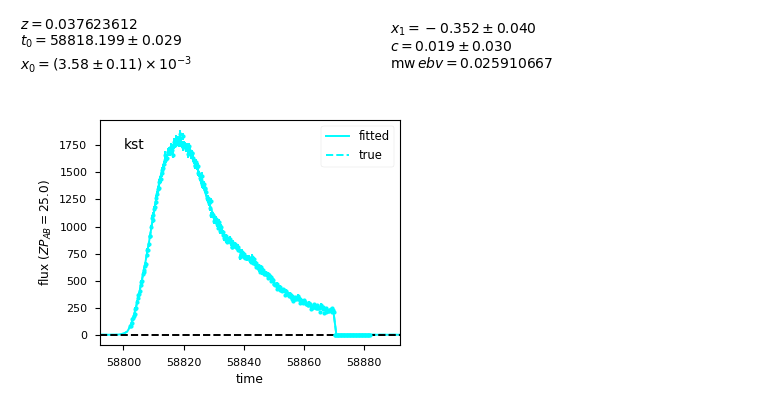 z = 0.037623612
t₀ = 58818.199 ± 0.029
x₀ = (3.58 ± 0.11) × 10⁻³
x₁ = − 0.352 ± 0.040
c = 0.019 ± 0.030
mw ebv = 0.025910667
kst
fitted
true
1750
1500
1250
1000
750
500
250
0
flux (ZP_AB = 25.0)
58800 58820 58840 58860 58880
time